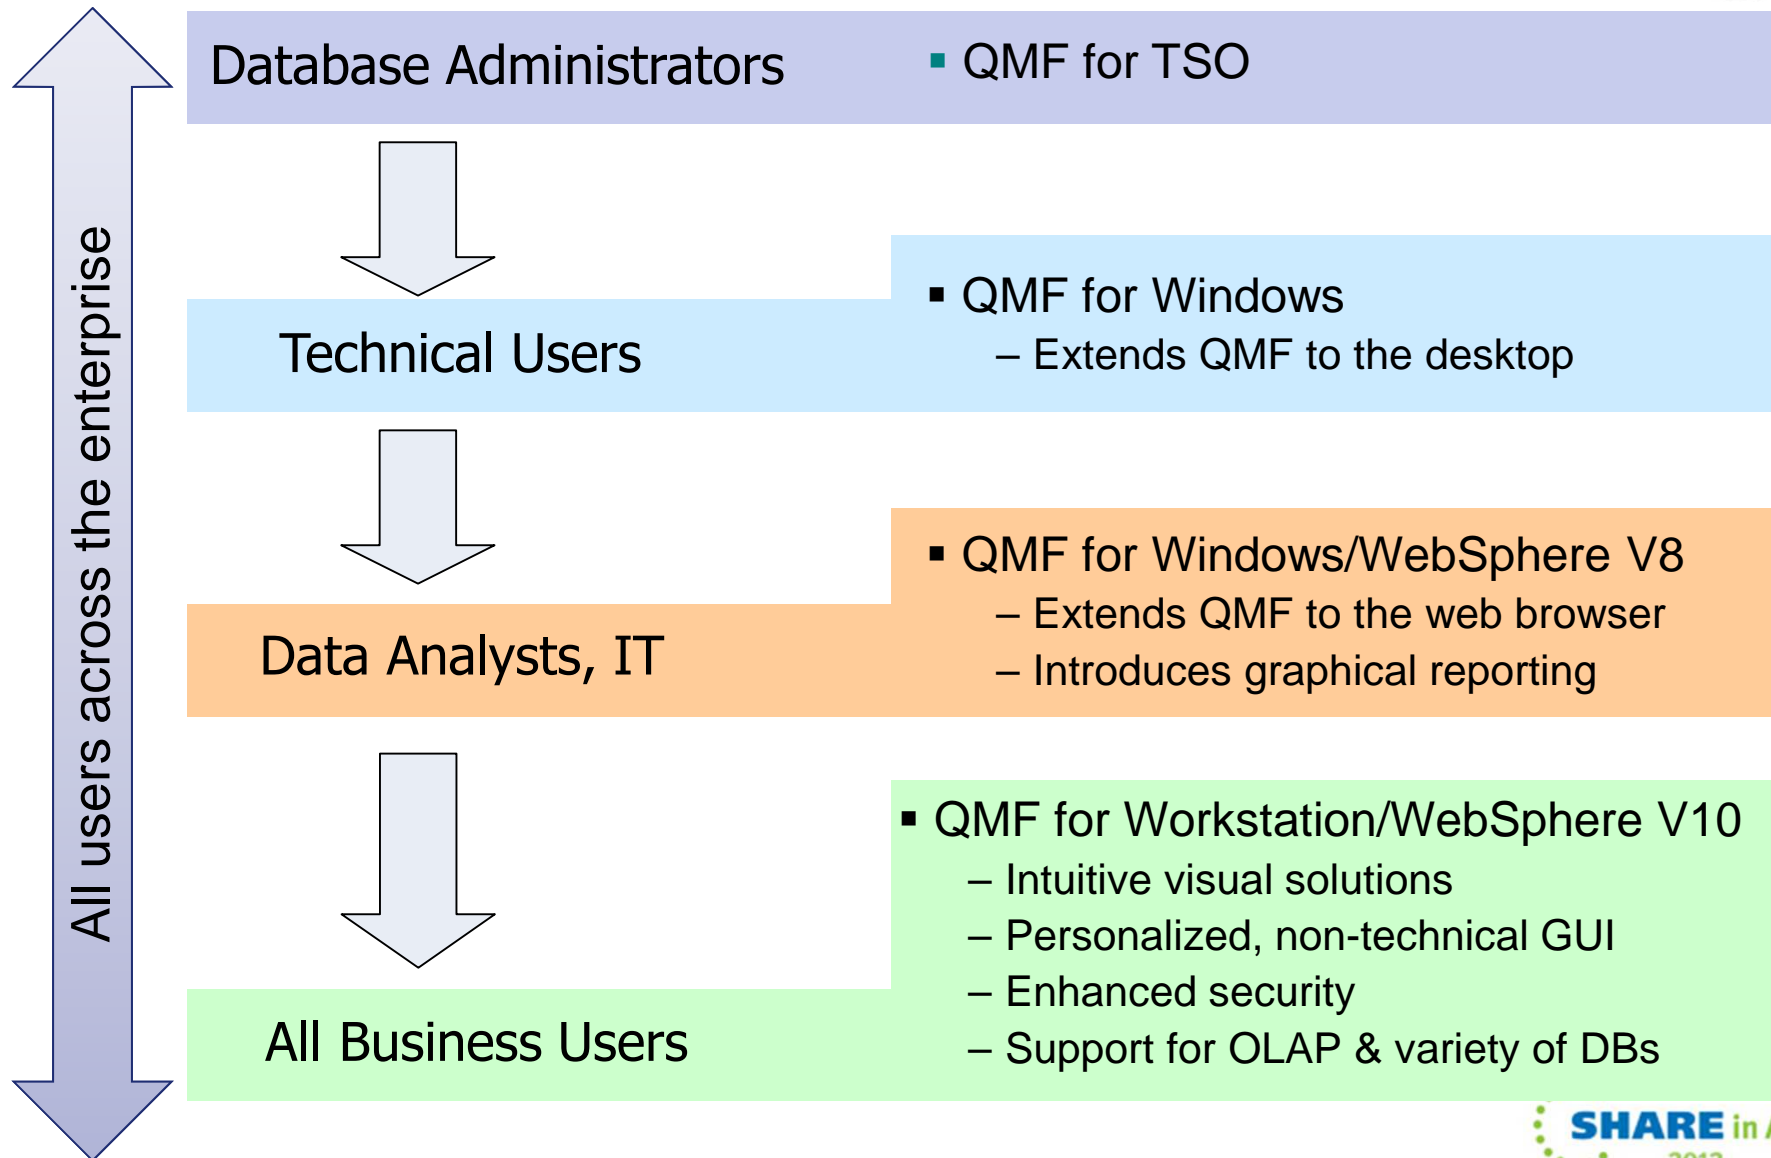 All users across the enterprise
Database Administrators
▪ QMF for TSO
Technical Users
▪ QMF for Windows
– Extends QMF to the desktop
Data Analysts, IT
▪ QMF for Windows/WebSphere V8
– Extends QMF to the web browser
– Introduces graphical reporting
All Business Users
▪ QMF for Workstation/WebSphere V10
– Intuitive visual solutions
– Personalized, non-technical GUI
– Enhanced security
– Support for OLAP & variety of DBs
SHARE in